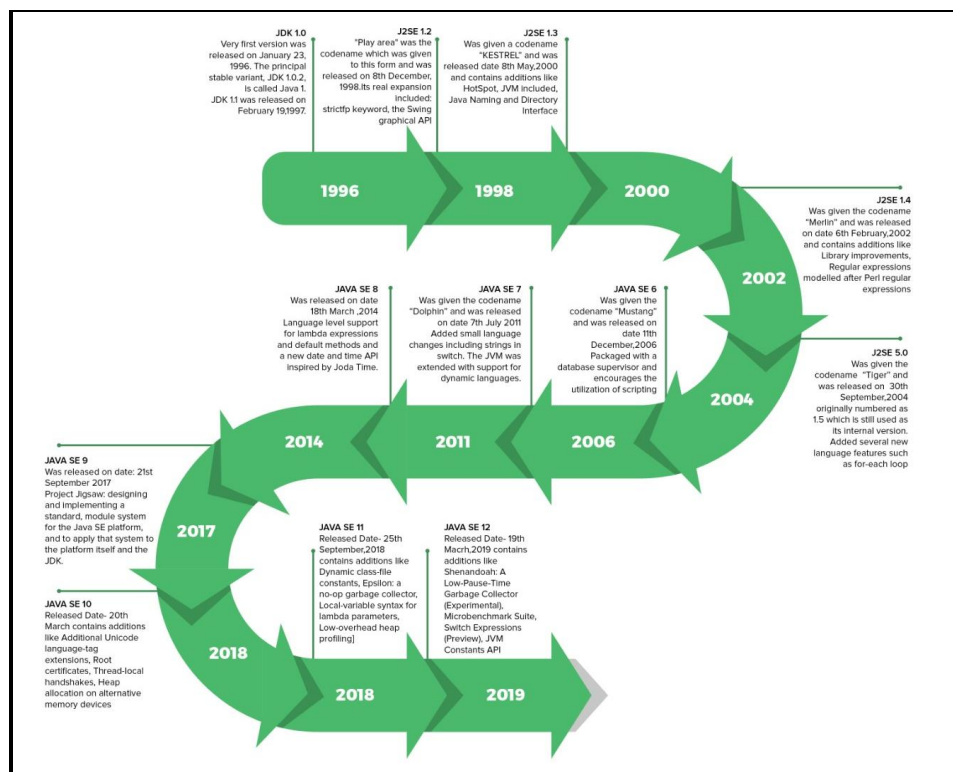 JDK 1.0
Very first version was
released on January 23,
1996. The principal
stable variant, JDK 1.0.2,
is called Java 1.
JDK 1.1 was released on
February 19,1997.
J2SE 1.2
"Play area" was the
codename which was given
to this form and was
released on 8th December,
1998.Its real expansion
included:
strictfp keyword, the Swing
graphical API
J2SE 1.3
Was given a codename
"KESTREL" and was
released date 8th May,2000
and contains additions like
HotSpot, JVM included,
Java Naming and Directory
Interface
1996
1998
2000
J2SE 1.4
Was given the codename
"Merlin" and was released
on date 6th February,2002
and contains additions like
Library improvements,
Regular expressions
modelled after Perl regular
expressions
2002
J2SE 5.0
Was given the
codename "Tiger" and
was released on 30th
September,2004
originally numbered as
1.5 which is still used as
its internal version.
Added several new
language features such
as for-each loop
2004
JAVA SE 6
Was given the
codename "Mustang"
and was released on
date 11th
December,2006
Packaged with a
database supervisor and
encourages the
utilization of scripting
2006
JAVA SE 7
Was given the codename
"Dolphin" and was released
on date 7th July 2011
Added small language
changes including strings in
switch. The JVM was
extended with support for
dynamic languages.
2011
JAVA SE 8
Was released on date
18th March ,2014
Language level support
for lambda expressions
and default methods and
a new date and time API
inspired by Joda Time.
2014
JAVA SE 9
Was released on date: 21st
September 2017
Project Jigsaw: designing
and implementing a
standard, module system
for the Java SE platform,
and to apply that system to
the platform itself and the
JDK.
2017
JAVA SE 10
Released Date- 20th
March contains additions
like Additional Unicode
language-tag
extensions, Root
certificates, Thread-local
handshakes, Heap
allocation on alternative
memory devices
2018
JAVA SE 11
Released Date- 25th
September,2018
contains additions like
Dynamic class-file
constants, Epsilon: a
no-op garbage collector,
Local-variable syntax for
lambda parameters,
Low-overhead heap
profiling]
2018
JAVA SE 12
Released Date- 19th
Macrh,2019 contains
additions like
Shenandoah: A
Low-Pause-Time
Garbage Collector
(Experimental),
Microbenchmark Suite,
Switch Expressions
(Preview), JVM
Constants API
2019